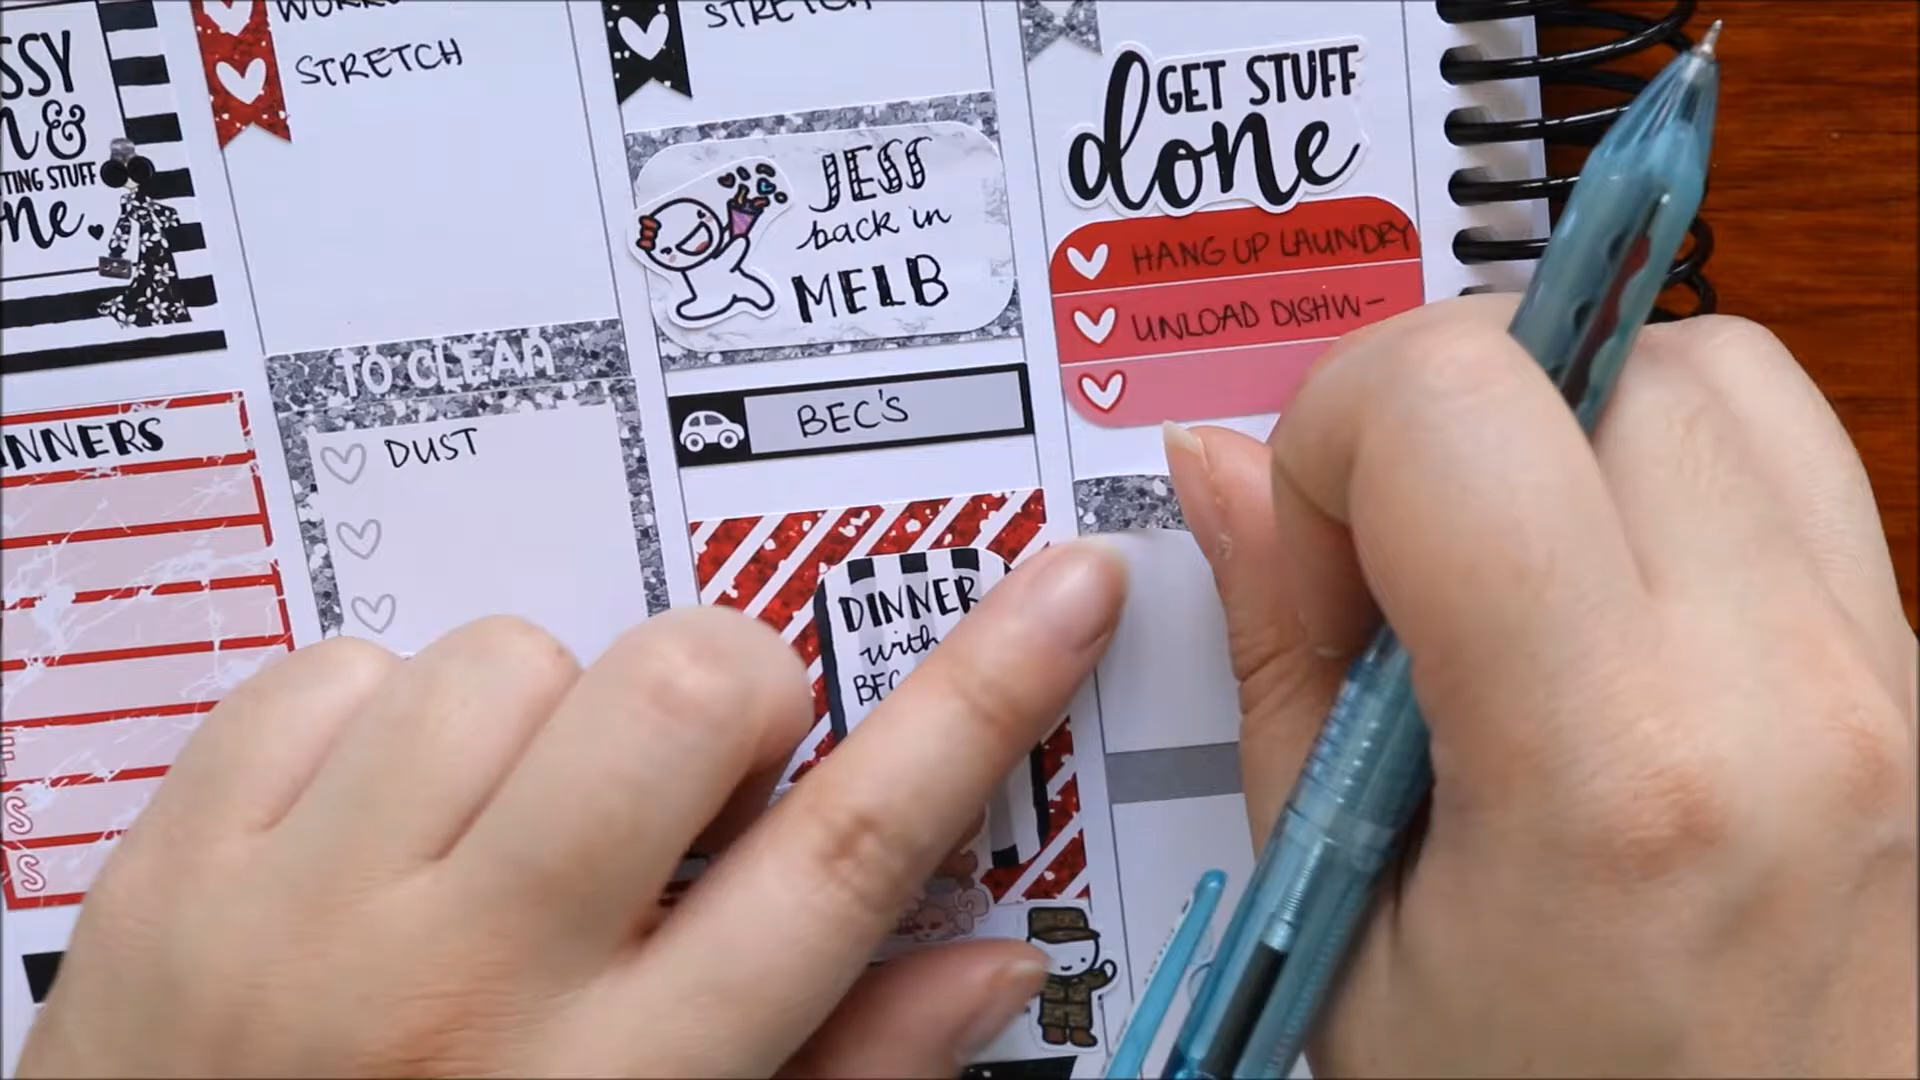 SSY
&
TING STUFF
ne.
NNERS
F
S
S
STRETCH
TO CLEAN
DUST
STRETCH
JESS
back in
MELB
BEC'S
DINNER
with
BEC
GET STUFF
done
HANG UP LAUNDRY
UNLOAD DISHW-